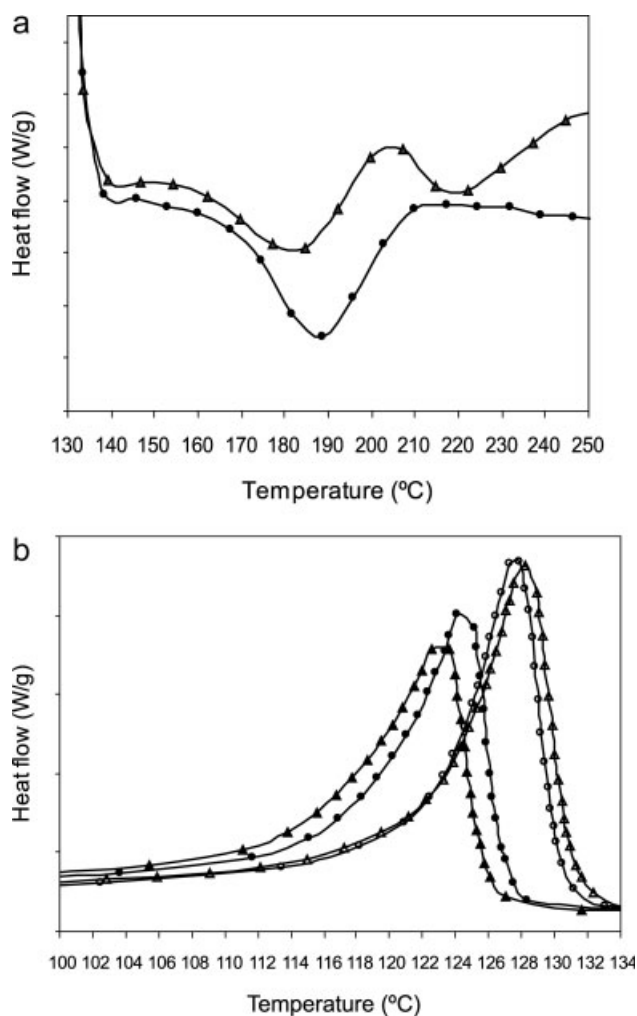 a
Heat flow (W/g)
130 140 150 160 170 180 190 200 210 220 230 240 250
Temperature (ºC)
b
Heat flow (W/g)
100 102 104 106 108 110 112 114 116 118 120 122 124 126 128 130 132 134
Temperature (ºC)